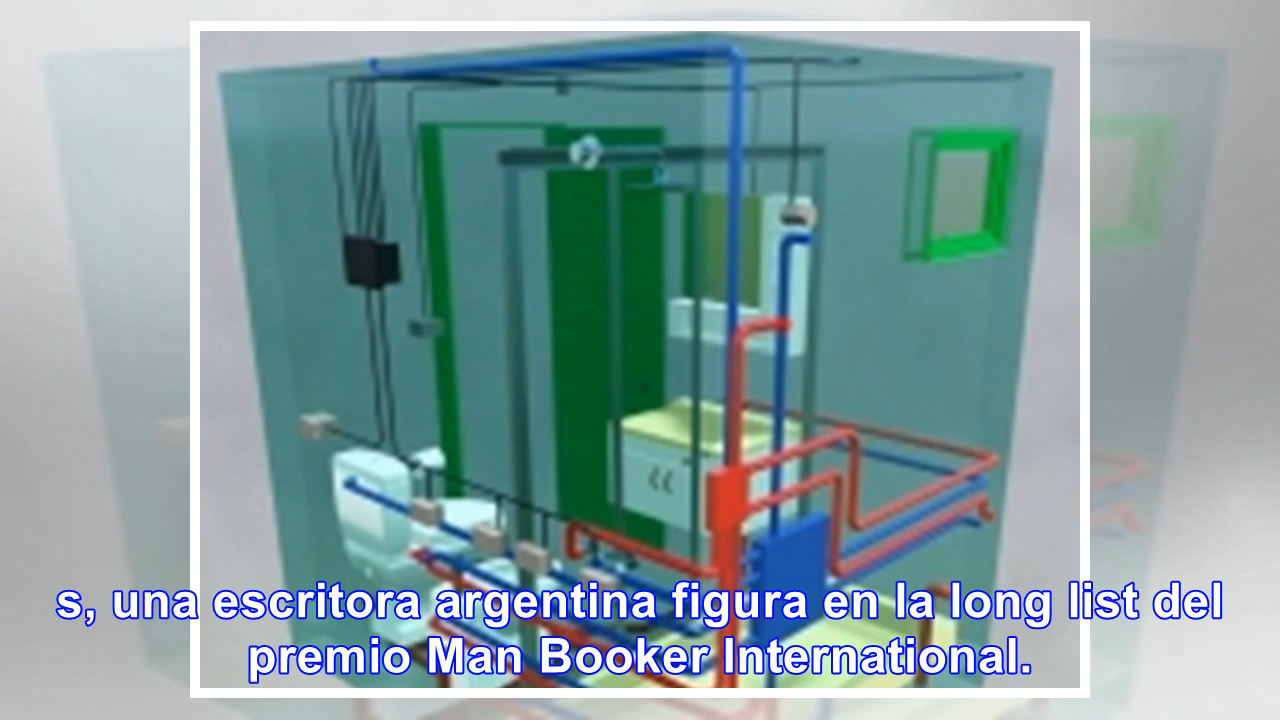 s, una escritora argentina figura en la long list del
premio Man Booker International.